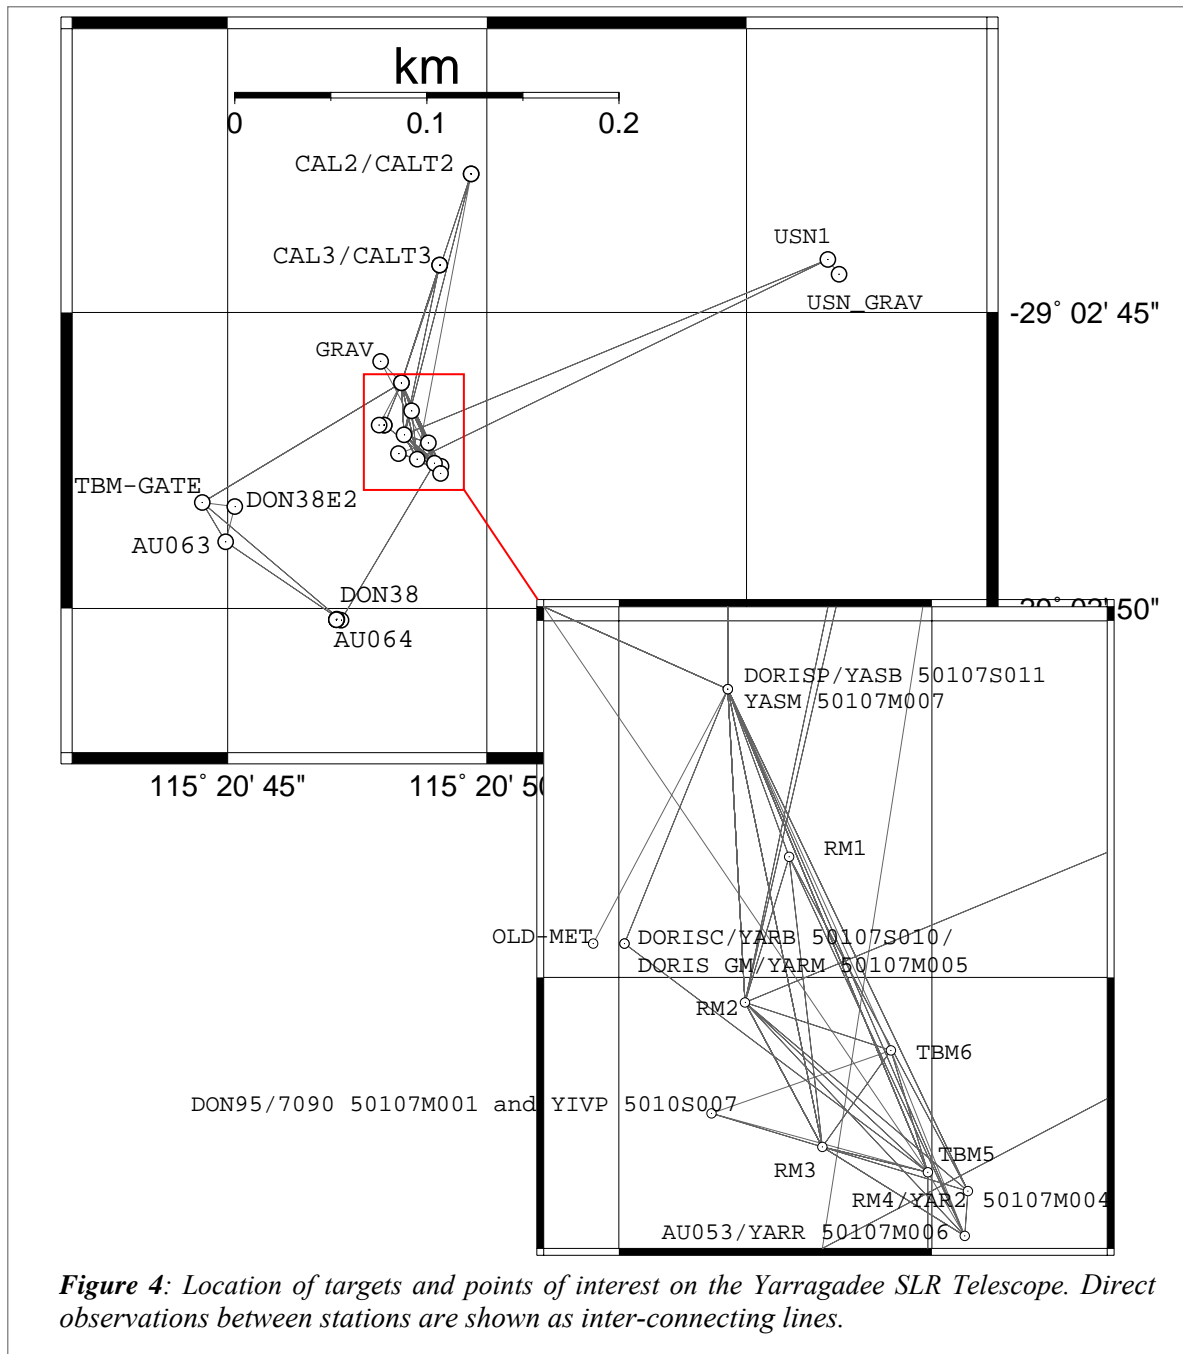 km
0 0.1 0.2
CAL2/CALT2
USN1
CAL3/CALT3
USN_GRAV
-29° 02' 45"
GRAV
TBM-GATE
DON38E2
AU063
DON38
50"
AU064
DORISP/YASB 50107S011
YASM 50107M007
115° 20' 45"
115° 20' 50
RM1
OLD-MET
DORISC/YARB 50107S010/
DORIS GM/YARM 50107M005
RM2
TBM6
DON95/7090 50107M001 and YIVP 5010S007
TBM5
RM3
RM4/YAR2 50107M004
AU053/YARR 50107M006
Figure 4: Location of targets and points of interest on the Yarragadee SLR Telescope. Direct
observations between stations are shown as inter-connecting lines.